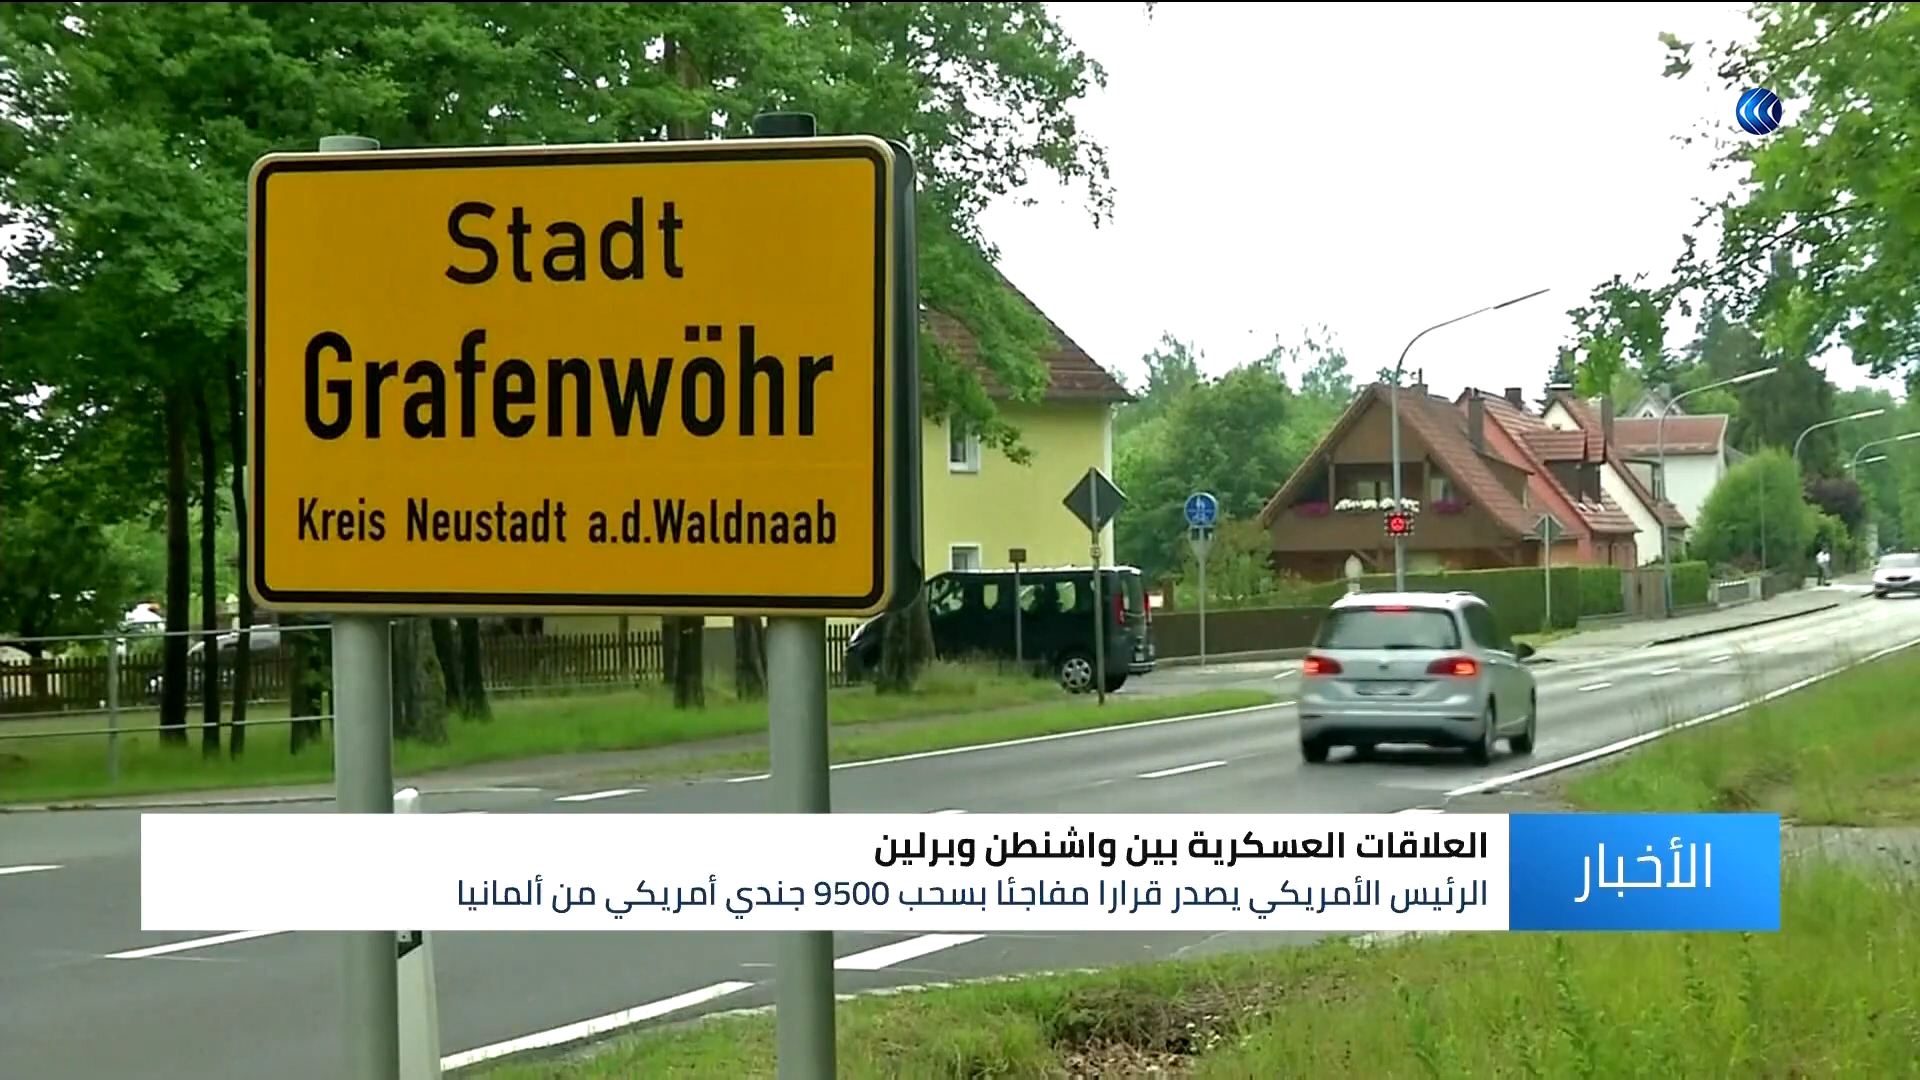 Stadt
Grafenwöhr
Kreis Neustadt a.d.Waldnaab
الأخبار
العلاقات العسكرية بين واشنطن وبرلين
الرئيس الأمريكي يصدر قرارا مفاجئا بسحب 9500 جندي أمريكي من ألمانيا